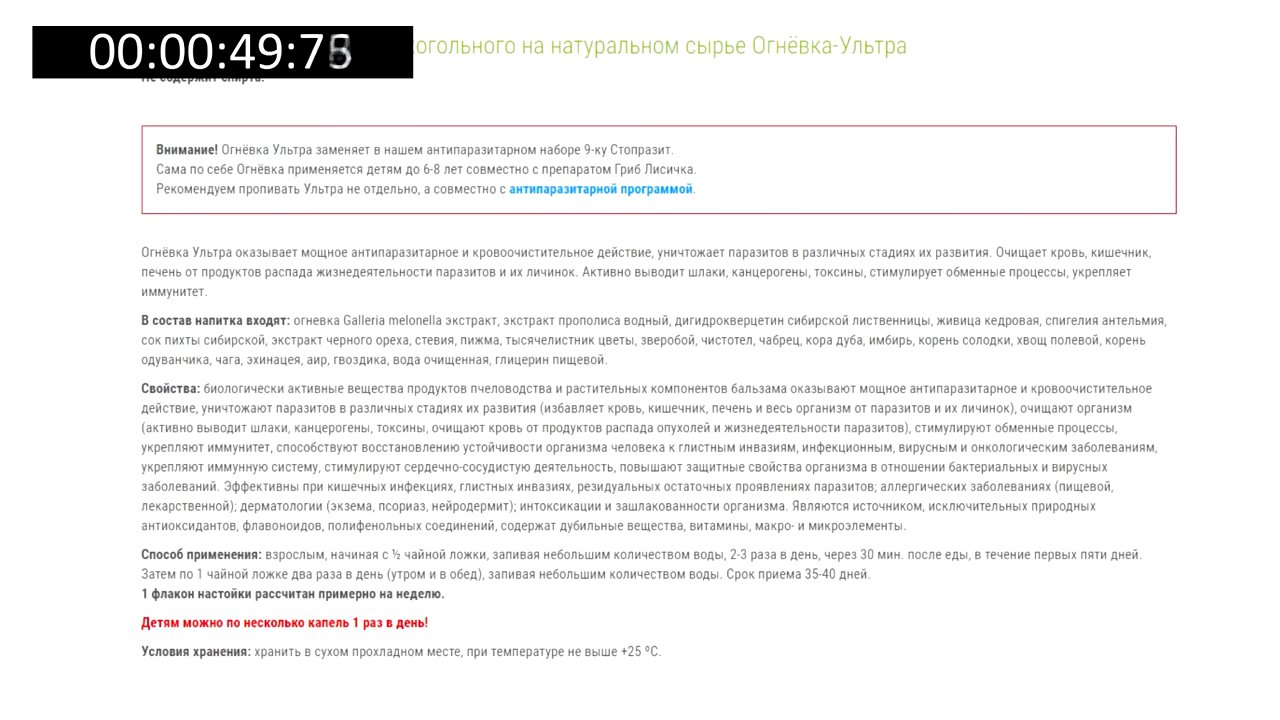 00:00:49:7
когольного на натуральном сырье Огнёвка-Ультра
Не содержит спирта.
Внимание! Огнёвка Ультра заменяет в нашем антипаразитарном наборе 9-ку Стопразит.
Сама по себе Огнёвка применяется детям до 6-8 лет совместно с препаратом Гриб Лисичка.
Рекомендуем пропивать Ультра не отдельно, а совместно с антипаразитарной программой.
Огнёвка Ультра оказывает мощное антипаразитарное и кровоочистительное действие, уничтожает паразитов в различных стадиях их развития. Очищает кровь, кишечник,
печень от продуктов распада жизнедеятельности паразитов и их личинок. Активно выводит шлаки, канцерогены, токсины, стимулирует обменные процессы, укрепляет
иммунитет.
В состав напитка входят: огневка Galleria melonella экстракт, экстракт прополиса водный, дигидрокверцетин сибирской лиственницы, живица кедровая, спигелия антельмия,
сок пихты сибирской, экстракт черного ореха, стевия, пижма, тысячелистник цветы, зверобой, чистотел, чабрец, кора дуба, имбирь, корень солодки, хвощ полевой, корень
одуванчика, чага, эхинацея, аир, гвоздика, вода очищенная, глицерин пищевой.
Свойства: биологически активные вещества продуктов пчеловодства и растительных компонентов бальзама оказывают мощное антипаразитарное и кровоочистительное
действие, уничтожают паразитов в различных стадиях их развития (избавляет кровь, кишечник, печень и весь организм от паразитов и их личинок), очищают организм
(активно выводит шлаки, канцерогены, токсины, очищают кровь от продуктов распада опухолей и жизнедеятельности паразитов), стимулируют обменные процессы,
укрепляют иммунитет, способствуют восстановлению устойчивости организма человека к глистным инвазиям, инфекционным, вирусным и онкологическим заболеваниям,
укрепляют иммунную систему, стимулируют сердечно-сосудистую деятельность, повышают защитные свойства организма в отношении бактериальных и вирусных
заболеваний. Эффективны при кишечных инфекциях, глистных инвазиях, резидуальных остаточных проявлениях паразитов; аллергических заболеваниях (пищевой,
лекарственной); дерматологии (экзема, псориаз, нейродермит); интоксикации и зашлакованности организма. Являются источником, исключительных природных
антиоксидантов, флавоноидов, полифенольных соединений, содержат дубильные вещества, витамины, макро- и микроэлементы.
Способ применения: взрослым, начиная с ½ чайной ложки, запивая небольшим количеством воды, 2-3 раза в день, через 30 мин. после еды, в течение первых пяти дней.
Затем по 1 чайной ложке два раза в день (утром и в обед), запивая небольшим количеством воды. Срок приема 35-40 дней.
1 флакон настойки рассчитан примерно на неделю.
Детям можно по несколько капель 1 раз в день!
Условия хранения: хранить в сухом прохладном месте, при температуре не выше +25 ºС.